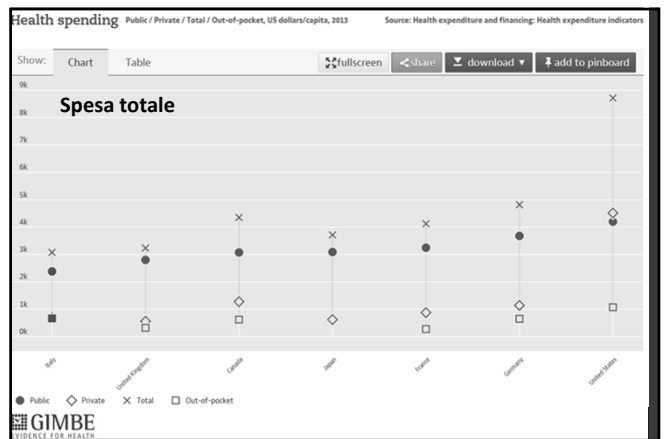 Health spending Public / Private / Total / Out-of-pocket, US dollars/capita, 2013 Source: Health expenditure and financing: Health expenditure indicators
Show: Chart Table fullscreen share download ▼ add to pinboard
9k
Spesa totale
8k
7k
6k
5k
4k
3k
2k
1k
0k
Italy United Kingdom Canada Japan France Germany United States
Public Private Total Out-of-pocket
GIMBE
EVIDENCE FOR HEALTH